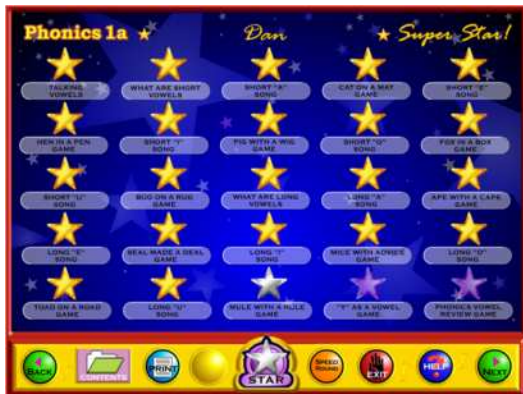 Phonics 1a
Dan
Super Star!
TALKING
VOWELS
WHAT ARE SHORT
VOWELS
SHORT "A"
SONG
CAT ON A MAT
GAME
SHORT "E"
SONG
HEN IN A PEN
GAME
SHORT "I"
SONG
PIG WITH A WIG
GAME
SHORT "O"
SONG
FOX IN A BOX
GAME
SHORT "U"
SONG
BUG ON A RUG
GAME
WHAT ARE LONG
VOWELS
LONG "A"
SONG
APE WITH A CAPE
GAME
LONG "E"
SONG
SEAL MADE A DEAL
GAME
LONG "I"
SONG
MICE WITH
GAME
LONG "O"
SONG
TOAD ON A ROAD
GAME
LONG "U"
SONG
MULE WITH A RULE
GAME
"Y" AS A VOWEL
GAME
PHONICS VOWEL
REVIEW GAME
BACK
CONTENTS
PRINT
STAR
SPEED
ROUND
EXIT
HELP
NEXT